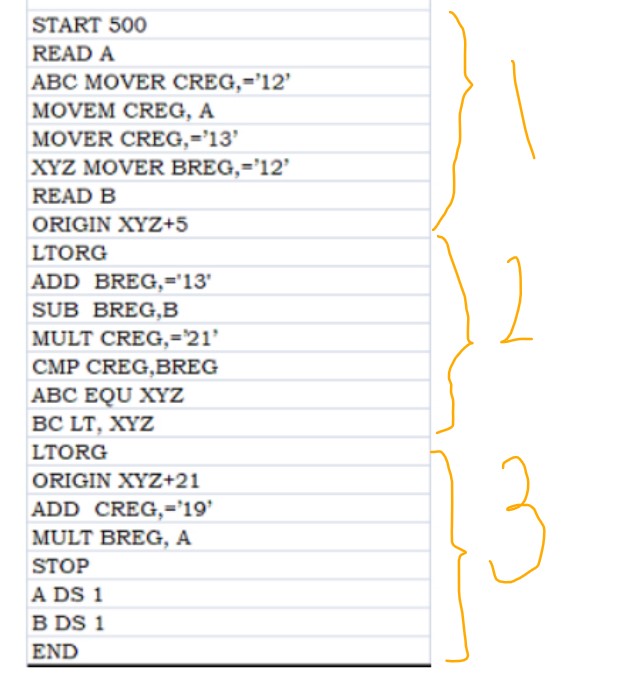 START 500
READ A
ABC MOVER CREG,=’12’
MOVEM CREG, A
MOVER CREG,=’13’
XYZ MOVER BREG,=’12’
READ B
ORIGIN XYZ+5
1
LTORG
ADD BREG,='13'
SUB BREG,B
MULT CREG,=’21’
CMP CREG,BREG
ABC EQU XYZ
BC LT, XYZ
2
LTORG
ORIGIN XYZ+21
ADD CREG,=’19’
MULT BREG, A
STOP
A DS 1
B DS 1
END
3